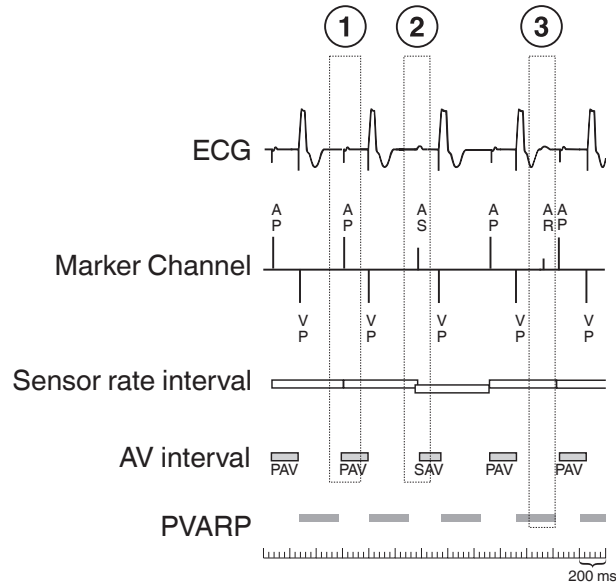 1 2 3
ECG
A A A A A A
P P S P R P
Marker Channel
V V V V V
P P P P P
Sensor rate interval
AV interval
PAV PAV SAV PAV PAV
PVARP
200 ms